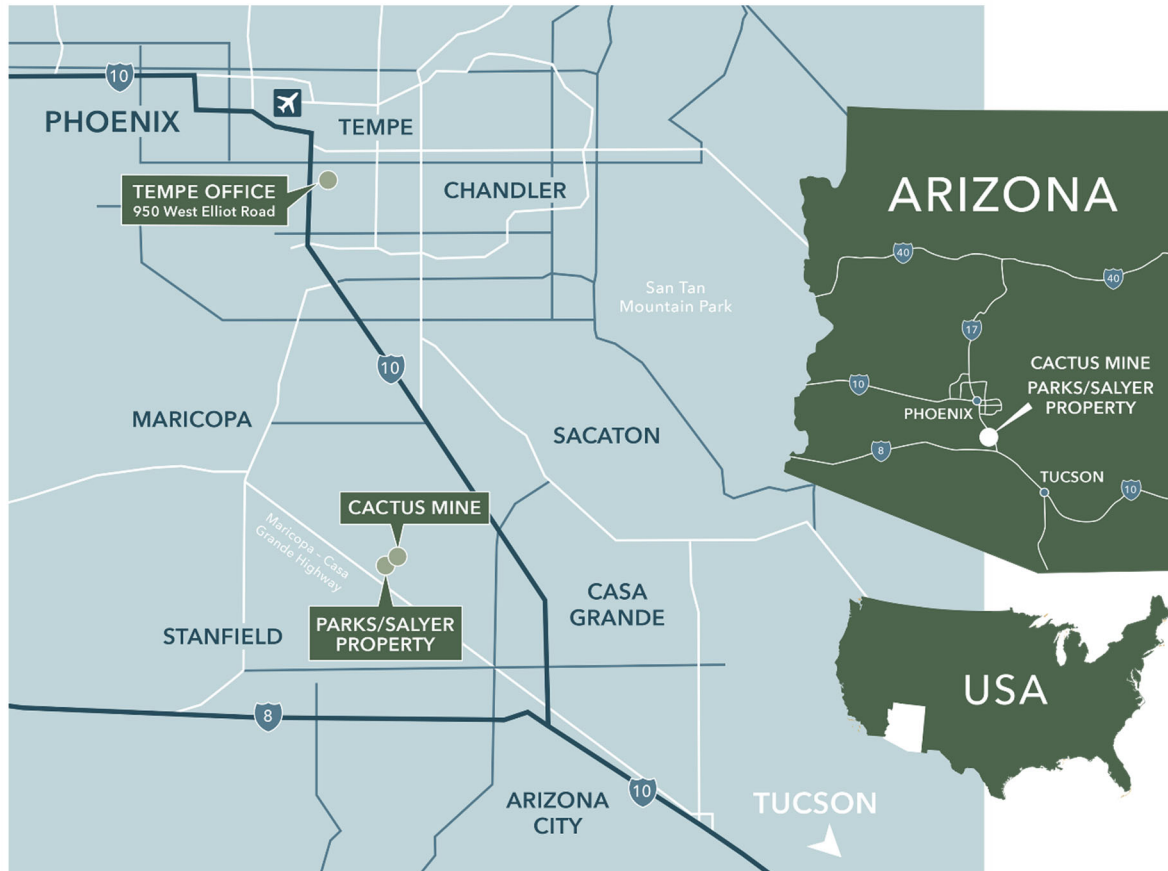 10
PHOENIX
TEMPE
TEMPE OFFICE
950 West Elliot Road
CHANDLER
San Tan
Mountain Park
10
MARICOPA
SACATON
CACTUS MINE
Maricopa - Casa
Grande Highway
CASA
GRANDE
PARKS/SALYER
PROPERTY
STANFIELD
8
10
ARIZONA
CITY
TUCSON
ARIZONA
40
40
17
CACTUS MINE
PARKS/SALYER
PROPERTY
10
PHOENIX
8
TUCSON
10
USA